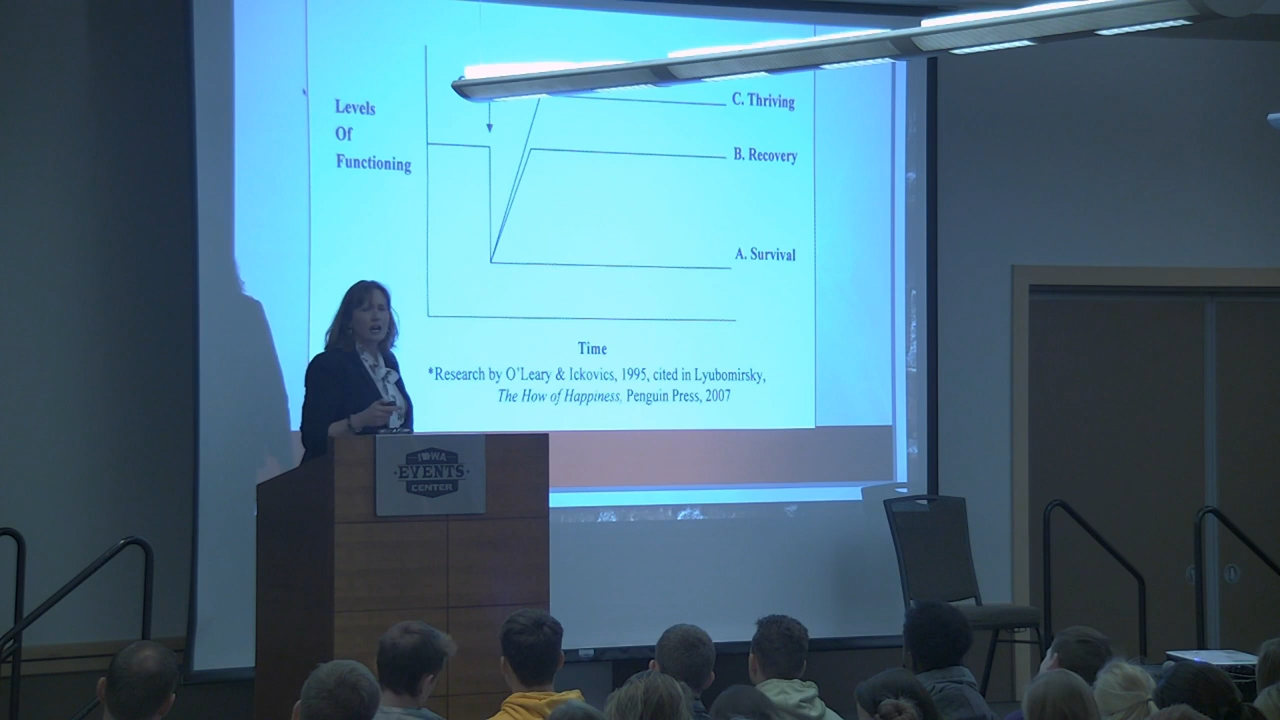 Levels
Of
Functioning
C. Thriving
B. Recovery
A. Survival
Time
*Research by O'Leary & Ickovics, 1995, cited in Lyubomirsky,
The How of Happiness, Penguin Press, 2007
IOWA
EVENTS
CENTER